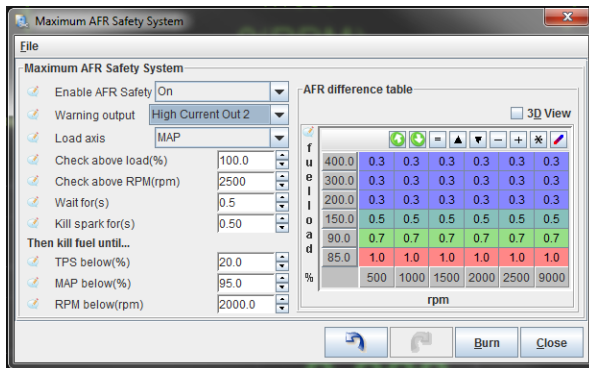 Maximum AFR Safety System
File
Maximum AFR Safety System
Enable AFR Safety On
Warning output High Current Out 2
Load axis MAP
Check above load(%) 100.0
Check above RPM(rpm) 2500
Wait for(s) 0.5
Kill spark for(s) 0.50
Then kill fuel until...
TPS below(%) 20.0
MAP below(%) 95.0
RPM below(rpm) 2000.0
AFR difference table
3D View
= - + *
fuelload
%
400.0 0.3 0.3 0.3 0.3 0.3 0.3
300.0 0.3 0.3 0.3 0.3 0.3 0.3
200.0 0.3 0.3 0.3 0.3 0.3 0.3
150.0 0.5 0.5 0.5 0.5 0.5 0.5
90.0 0.7 0.7 0.7 0.7 0.7 0.7
85.0 1.0 1.0 1.0 1.0 1.0 1.0
500 1000 1500 2000 2500 9000
rpm
Burn
Close